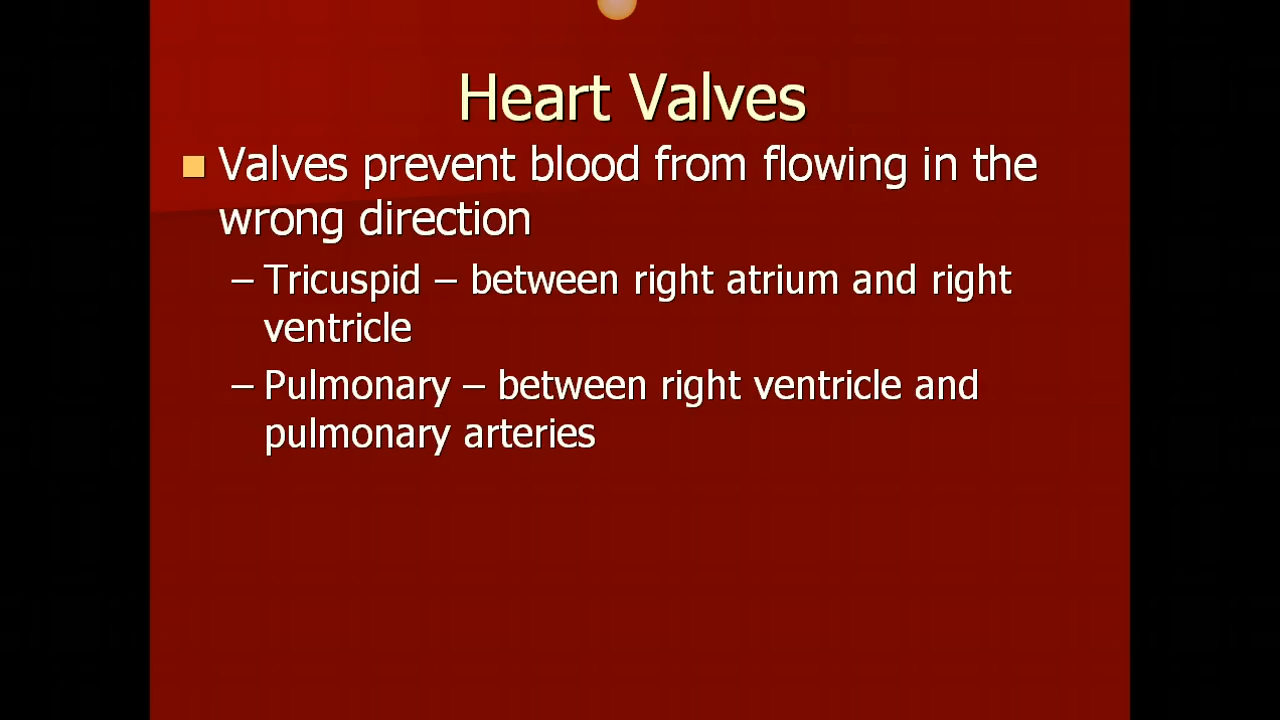 Heart Valves
Valves prevent blood from flowing in the
wrong direction
– Tricuspid – between right atrium and right
ventricle
– Pulmonary – between right ventricle and
pulmonary arteries